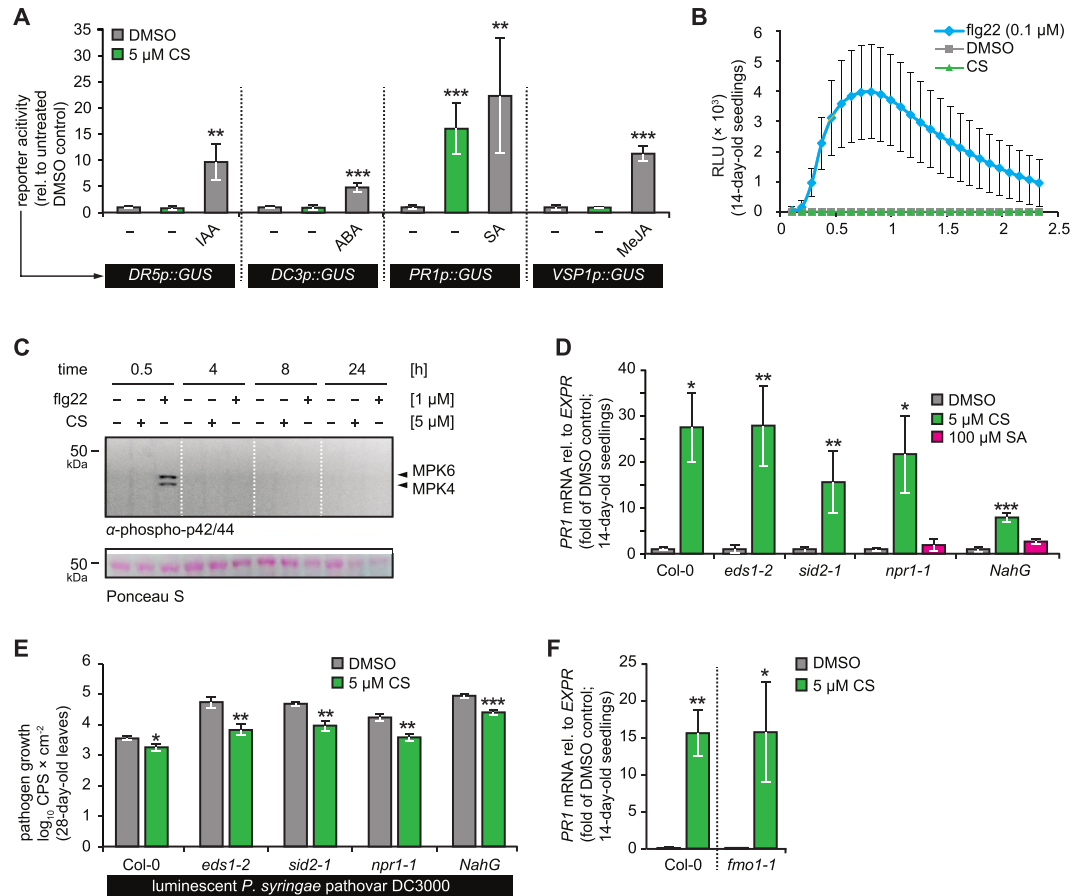 A
reporter acitivity
(rel. to untreated
DMSO control)
35
30
25
20
15
10
5
0
DMSO
5 µM CS
**
***
***
**
***
– – IAA – – ABA – – SA – – MeJA
DR5p::GUS DC3p::GUS PR1p::GUS VSP1p::GUS
B
flg22 (0.1 µM)
DMSO
CS
RLU (× 10³)
(14-day-old seedlings)
6
5
4
3
2
1
0
0 0.5 1 1.5 2 2.5
C
time 0.5 4 8 24 [h]
flg22 – – + – – + – – + – – + [1 µM]
CS – + – – + – – + – – + – [5 µM]
50
kDa
MPK6
MPK4
α-phospho-p42/44
50
kDa
Ponceau S
D
PR1 mRNA rel. to EXPR
(fold of DMSO control;
14-day-old seedlings)
40
30
20
10
0
DMSO
5 µM CS
100 µM SA
*
**
**
*
***
Col-0 eds1-2 sid2-1 npr1-1 NahG
E
pathogen growth
log₁₀ CPS × cm⁻²
(28-day-old leaves)
6
5
4
3
2
1
0
DMSO
5 µM CS
*
**
**
**
***
Col-0 eds1-2 sid2-1 npr1-1 NahG
luminescent P. syringae pathovar DC3000
F
PR1 mRNA rel. to EXPR
(fold of DMSO control;
14-day-old seedlings)
25
20
15
10
5
0
DMSO
5 µM CS
**
*
Col-0 fmo1-1